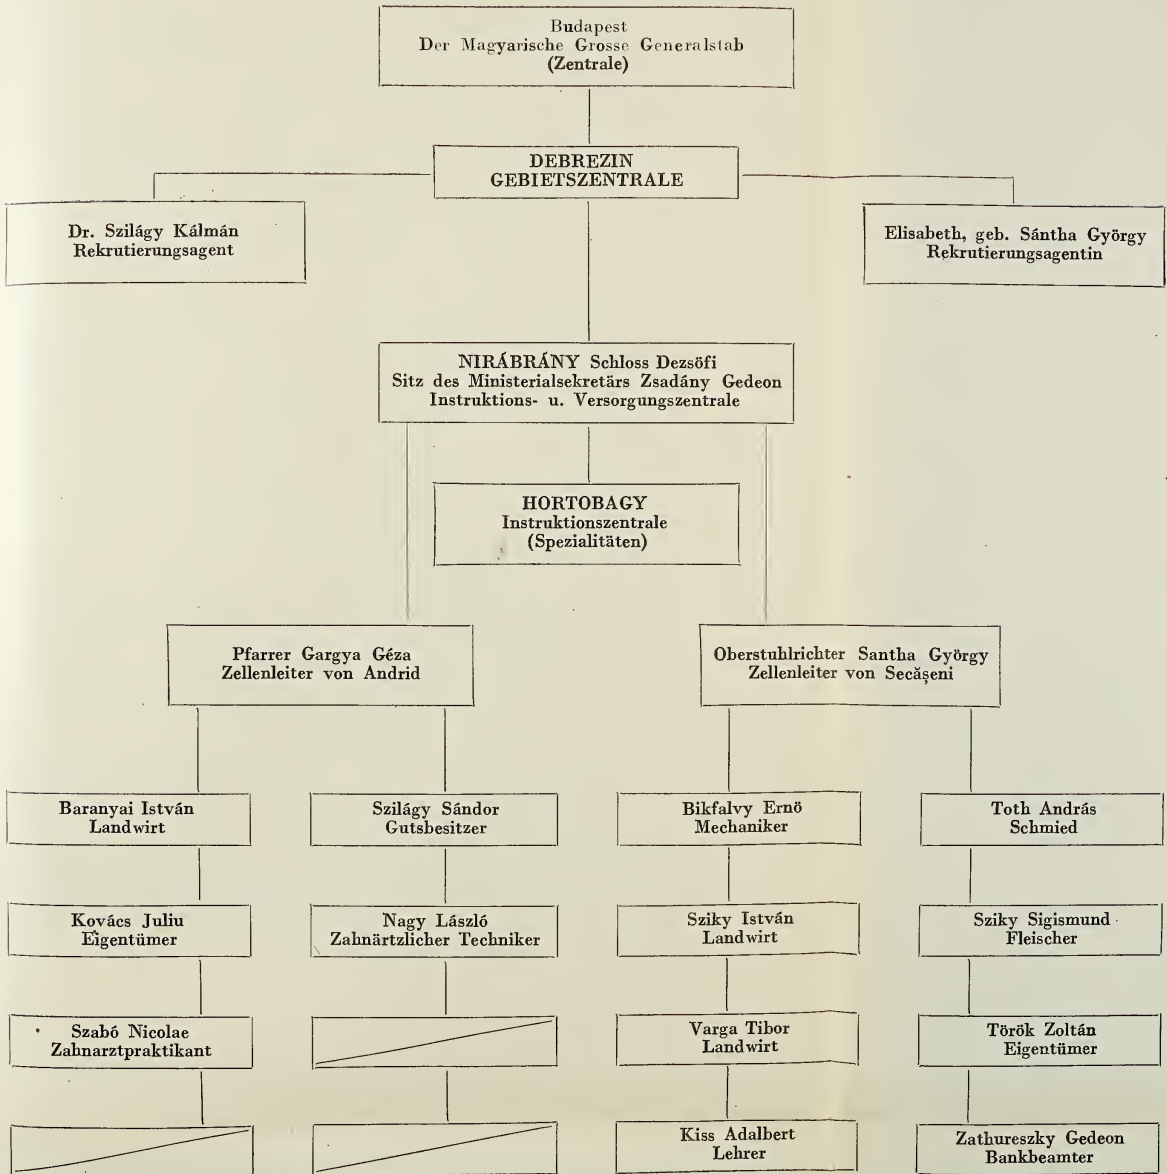 Budapest
Der Magyarische Grosse Generalstab
(Zentrale)
DEBREZIN
GEBIETSZENTRALE
Dr. Szilágy Kálmán
Rekrutierungsagent
Elisabeth, geb. Sántha György
Rekrutierungsagentin
NIRÁBRÁNY Schloss Dezsöfi
Sitz des Ministerialsekretärs Zsadány Gedeon
Instruktions- u. Versorgungszentrale
HORTOBAGY
Instruktionszentrale
(Spezialitäten)
Pfarrer Gargya Géza
Zellenleiter von Andrid
Oberstuhlrichter Santha György
Zellenleiter von Secășeni
Baranyai István
Landwirt
Szilágy Sándor
Gutsbesitzer
Bikfalvy Ernö
Mechaniker
Toth András
Schmied
Kovács Juliu
Eigentümer
Nagy László
Zahnärtzlicher Techniker
Sziky István
Landwirt
Sziky Sigismund
Fleischer
Szabó Nicolae
Zahnarztpraktikant
Varga Tibor
Landwirt
Török Zoltán
Eigentümer
Kiss Adalbert
Lehrer
Zathureszky Gedeon
Bankbeamter